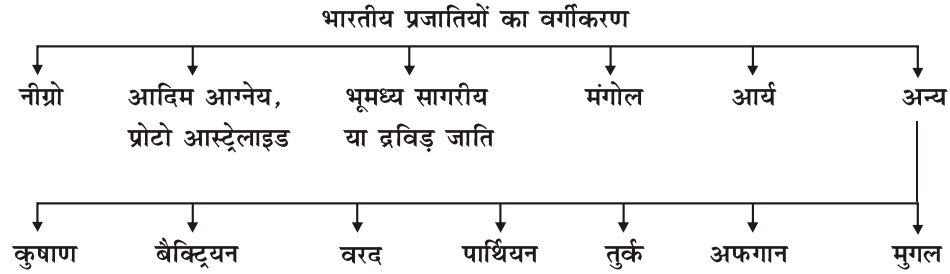 भारतीय प्रजातियों का वर्गीकरण
नीग्रो
आदिम आग्नेय,
प्रोटो आस्ट्रेलाइड
भूमध्य सागरीय
या द्रविड़ जाति
मंगोल
आर्य
अन्य
कुषाण
बैक्ट्रियन
वरद
पार्थियन
तुर्क
अफगान
मुगल